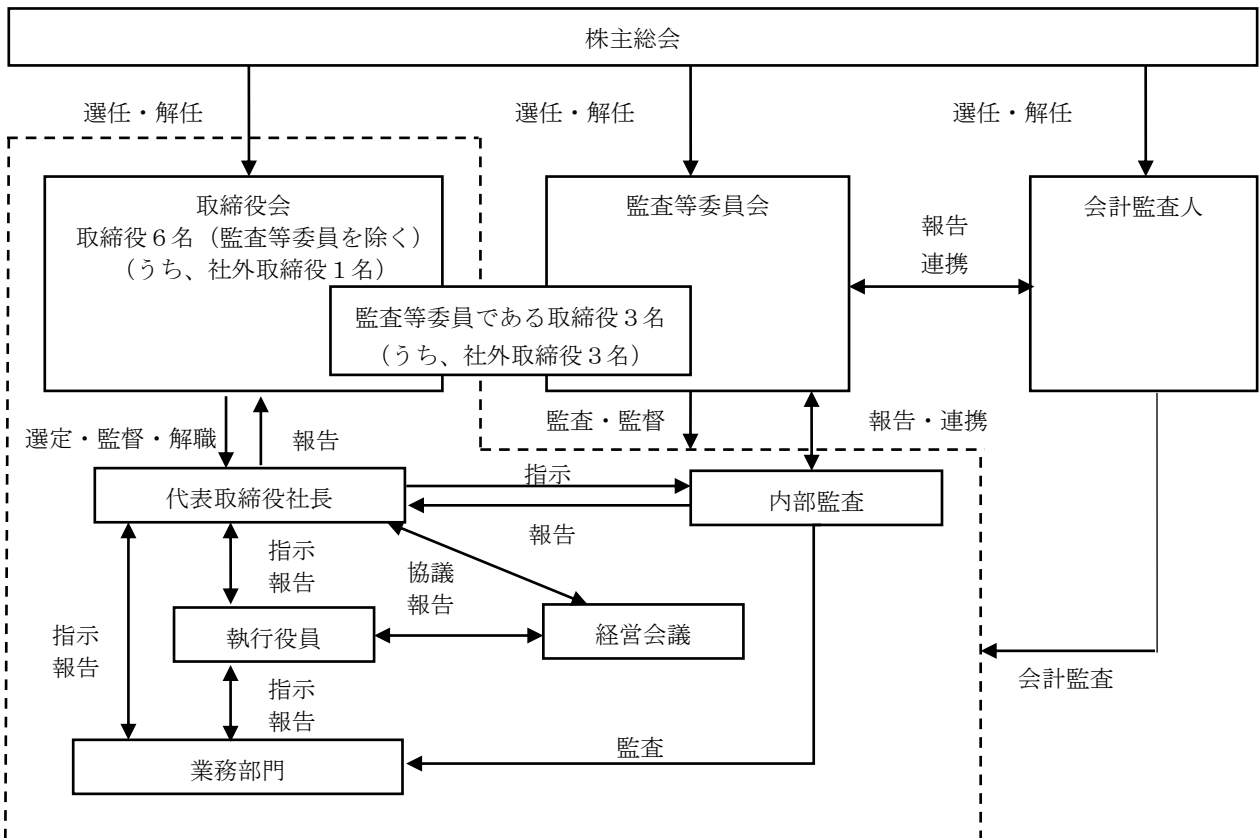 株主総会
選任・解任
選任・解任
選任・解任
取締役会
取締役６名（監査等委員を除く）
（うち、社外取締役１名）
監査等委員会
会計監査人
報告
連携
監査等委員である取締役３名
（うち、社外取締役３名）
選定・監督・解職
報告
監査・監督
報告・連携
代表取締役社長
指示
報告
内部監査
指示
報告
協議
報告
執行役員
経営会議
指示
報告
指示
報告
会計監査
業務部門
監査